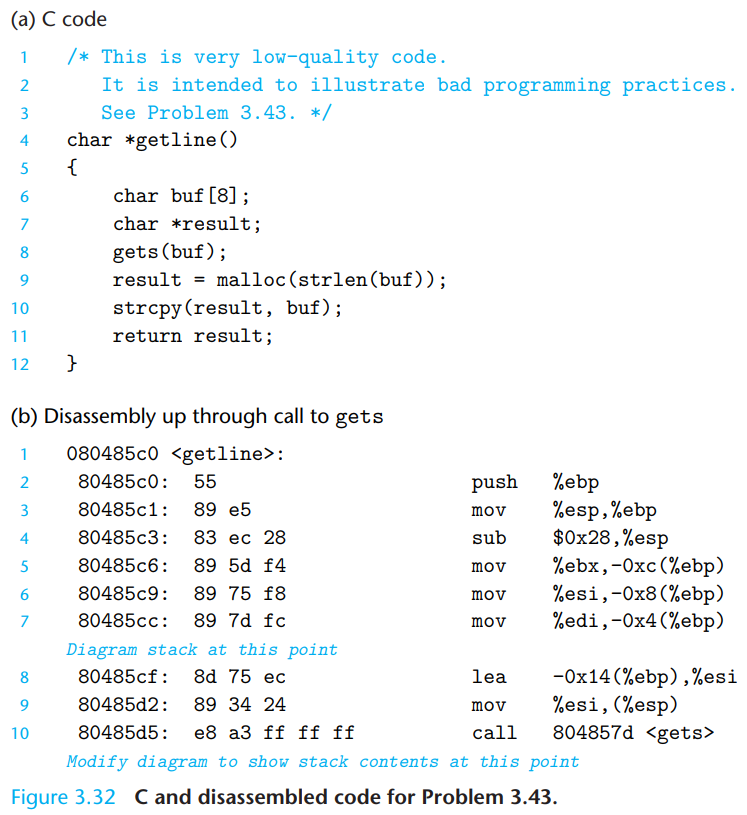 (a) C code
1 /* This is very low-quality code.
2 It is intended to illustrate bad programming practices.
3 See Problem 3.43. */
4 char *getline()
5 {
6 char buf[8];
7 char *result;
8 gets(buf);
9 result = malloc(strlen(buf));
10 strcpy(result, buf);
11 return result;
12 }
(b) Disassembly up through call to gets
1 080485c0 <getline>:
2 80485c0: 55 push %ebp
3 80485c1: 89 e5 mov %esp,%ebp
4 80485c3: 83 ec 28 sub $0x28,%esp
5 80485c6: 89 5d f4 mov %ebx,-0xc(%ebp)
6 80485c9: 89 75 f8 mov %esi,-0x8(%ebp)
7 80485cc: 89 7d fc mov %edi,-0x4(%ebp)
Diagram stack at this point
8 80485cf: 8d 75 ec lea -0x14(%ebp),%esi
9 80485d2: 89 34 24 mov %esi,(%esp)
10 80485d5: e8 a3 ff ff ff call 804857d <gets>
Modify diagram to show stack contents at this point
Figure 3.32 C and disassembled code for Problem 3.43.